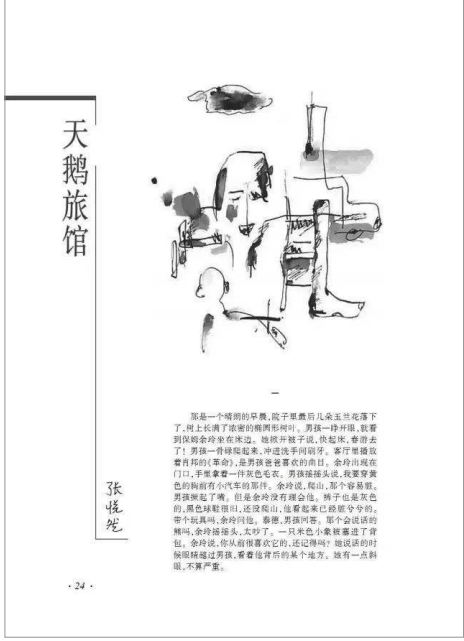 天鹅旅馆
张悦然
一
那是一个晴朗的早晨,院子里最后几朵玉兰花落下
了,树上长满了浓密的椭圆形树叶。男孩一睁开眼,就看
到保姆余玲坐在床边。她掀开被子说,快起床,春游去
了!男孩一骨碌爬起来,冲进洗手间刷牙。客厅里播放
着肖邦的《革命》,是男孩爸爸喜欢的曲目。余玲出现在
门口,手里拿着一件灰色毛衣。男孩摇摇头说,我要穿黄
色的胸前有小汽车的那件。余玲说,爬山,那个容易脏。
男孩撅起了嘴。但是余玲没有理会他。裤子也是灰色
的,黑色球鞋很旧,还没爬山,他看起来已经脏兮兮的。
带个玩具吗,余玲问他。泰德,男孩回答。那个会说话的
熊吗,余玲摇摇头,太吵了。一只米色小象被塞进了背
包。余玲说,你从前很喜欢它的,还记得吗?她说话的时
候眼睛越过男孩,看着他背后的某个地方。她有一点斜
眼,不算严重。
·24·